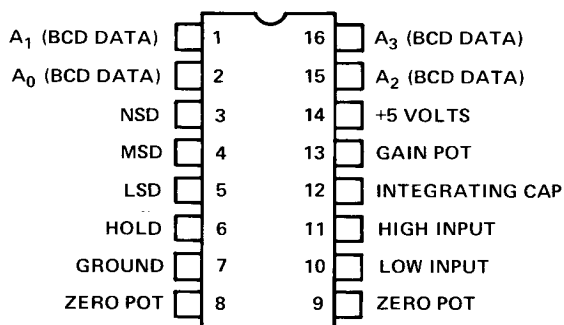 A1 (BCD DATA) 1 16 A3 (BCD DATA)
A0 (BCD DATA) 2 15 A2 (BCD DATA)
NSD 3 14 +5 VOLTS
MSD 4 13 GAIN POT
LSD 5 12 INTEGRATING CAP
HOLD 6 11 HIGH INPUT
GROUND 7 10 LOW INPUT
ZERO POT 8 9 ZERO POT